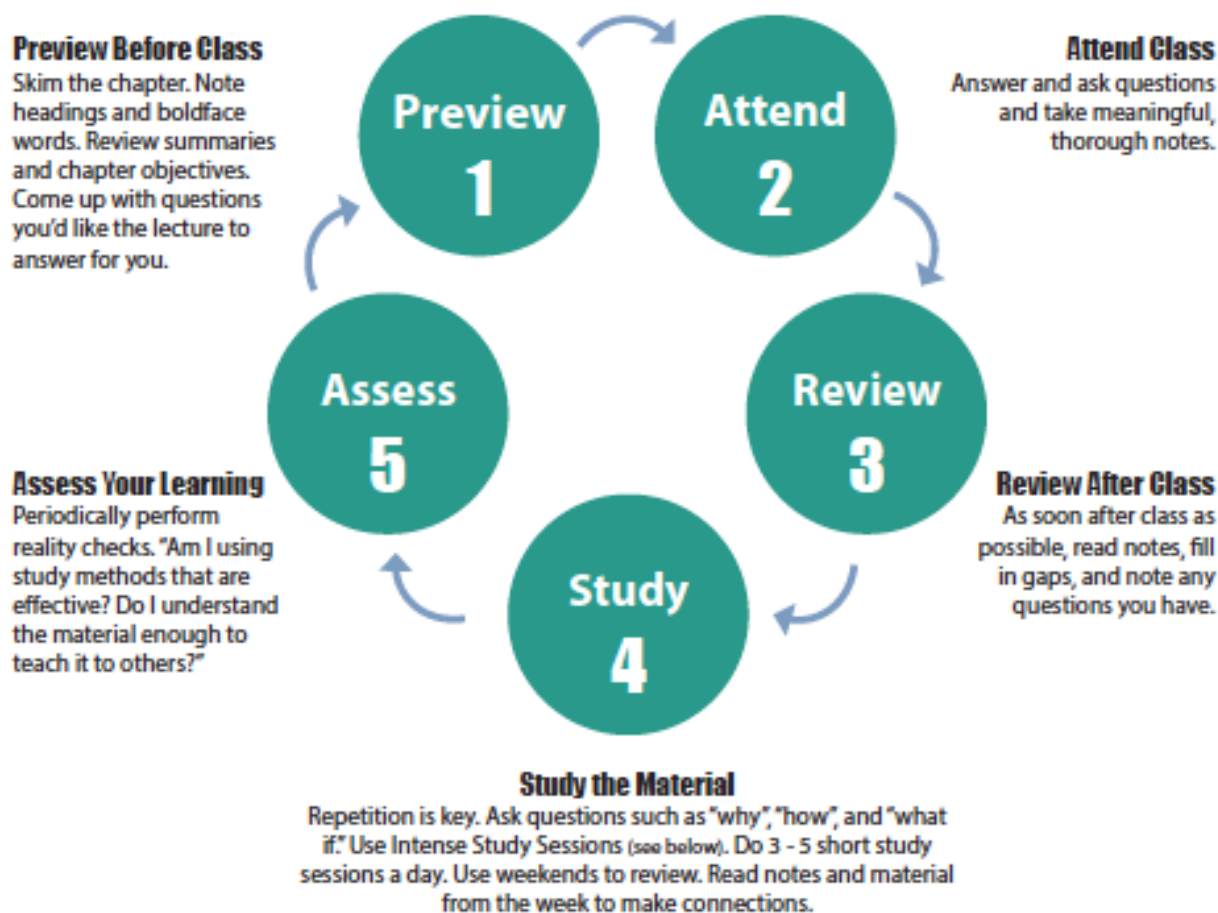 Preview Before Class
Skim the chapter. Note
headings and boldface
words. Review summaries
and chapter objectives.
Come up with questions
you'd like the lecture to
answer for you.
Preview
1
Attend
2
Attend Class
Answer and ask questions
and take meaningful,
thorough notes.
Review
3
Review After Class
As soon after class as
possible, read notes, fill
in gaps, and note any
questions you have.
Study
4
Study the Material
Repetition is key. Ask questions such as "why", "how", and "what
if." Use Intense Study Sessions (see below). Do 3 - 5 short study
sessions a day. Use weekends to review. Read notes and material
from the week to make connections.
Assess
5
Assess Your Learning
Periodically perform
reality checks. "Am I using
study methods that are
effective? Do I understand
the material enough to
teach it to others?"